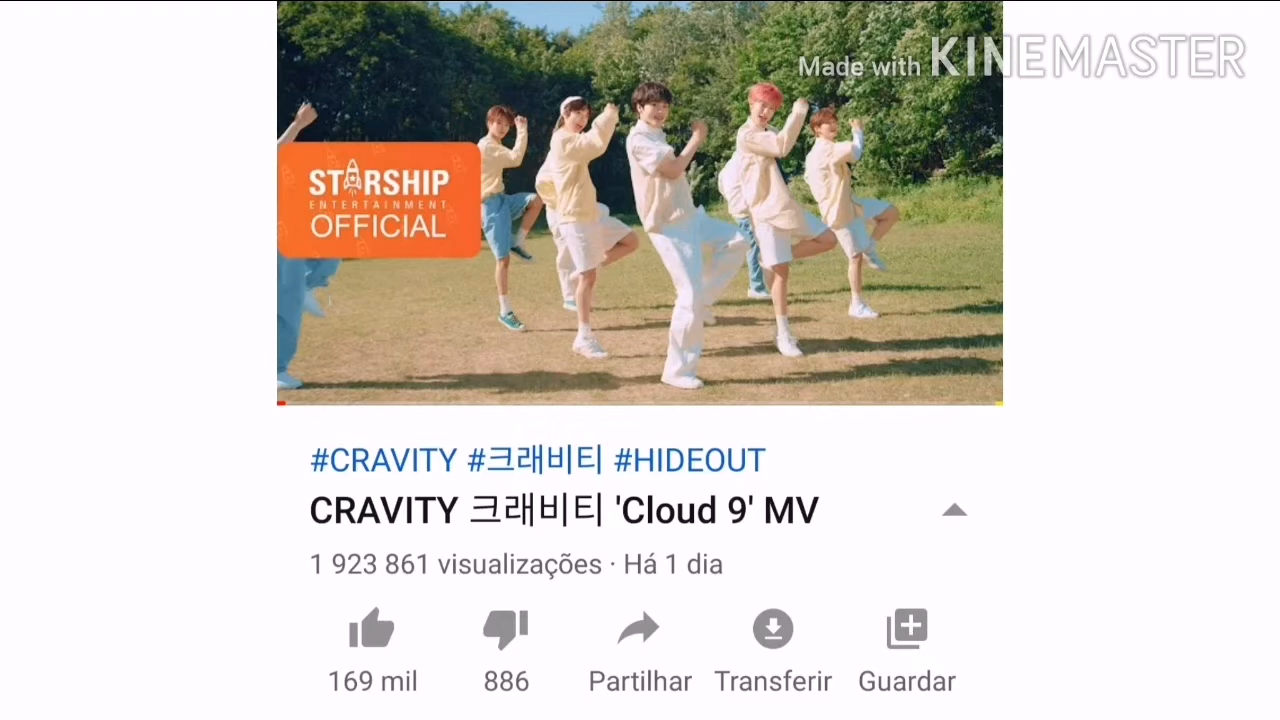 Made with KINEMASTER
STARSHIP
ENTERTAINMENT
OFFICIAL
#CRAVITY #크래비티 #HIDEOUT
CRAVITY 크래비티 'Cloud 9' MV
1 923 861 visualizações · Há 1 dia
169 mil 886 Partilhar Transferir Guardar